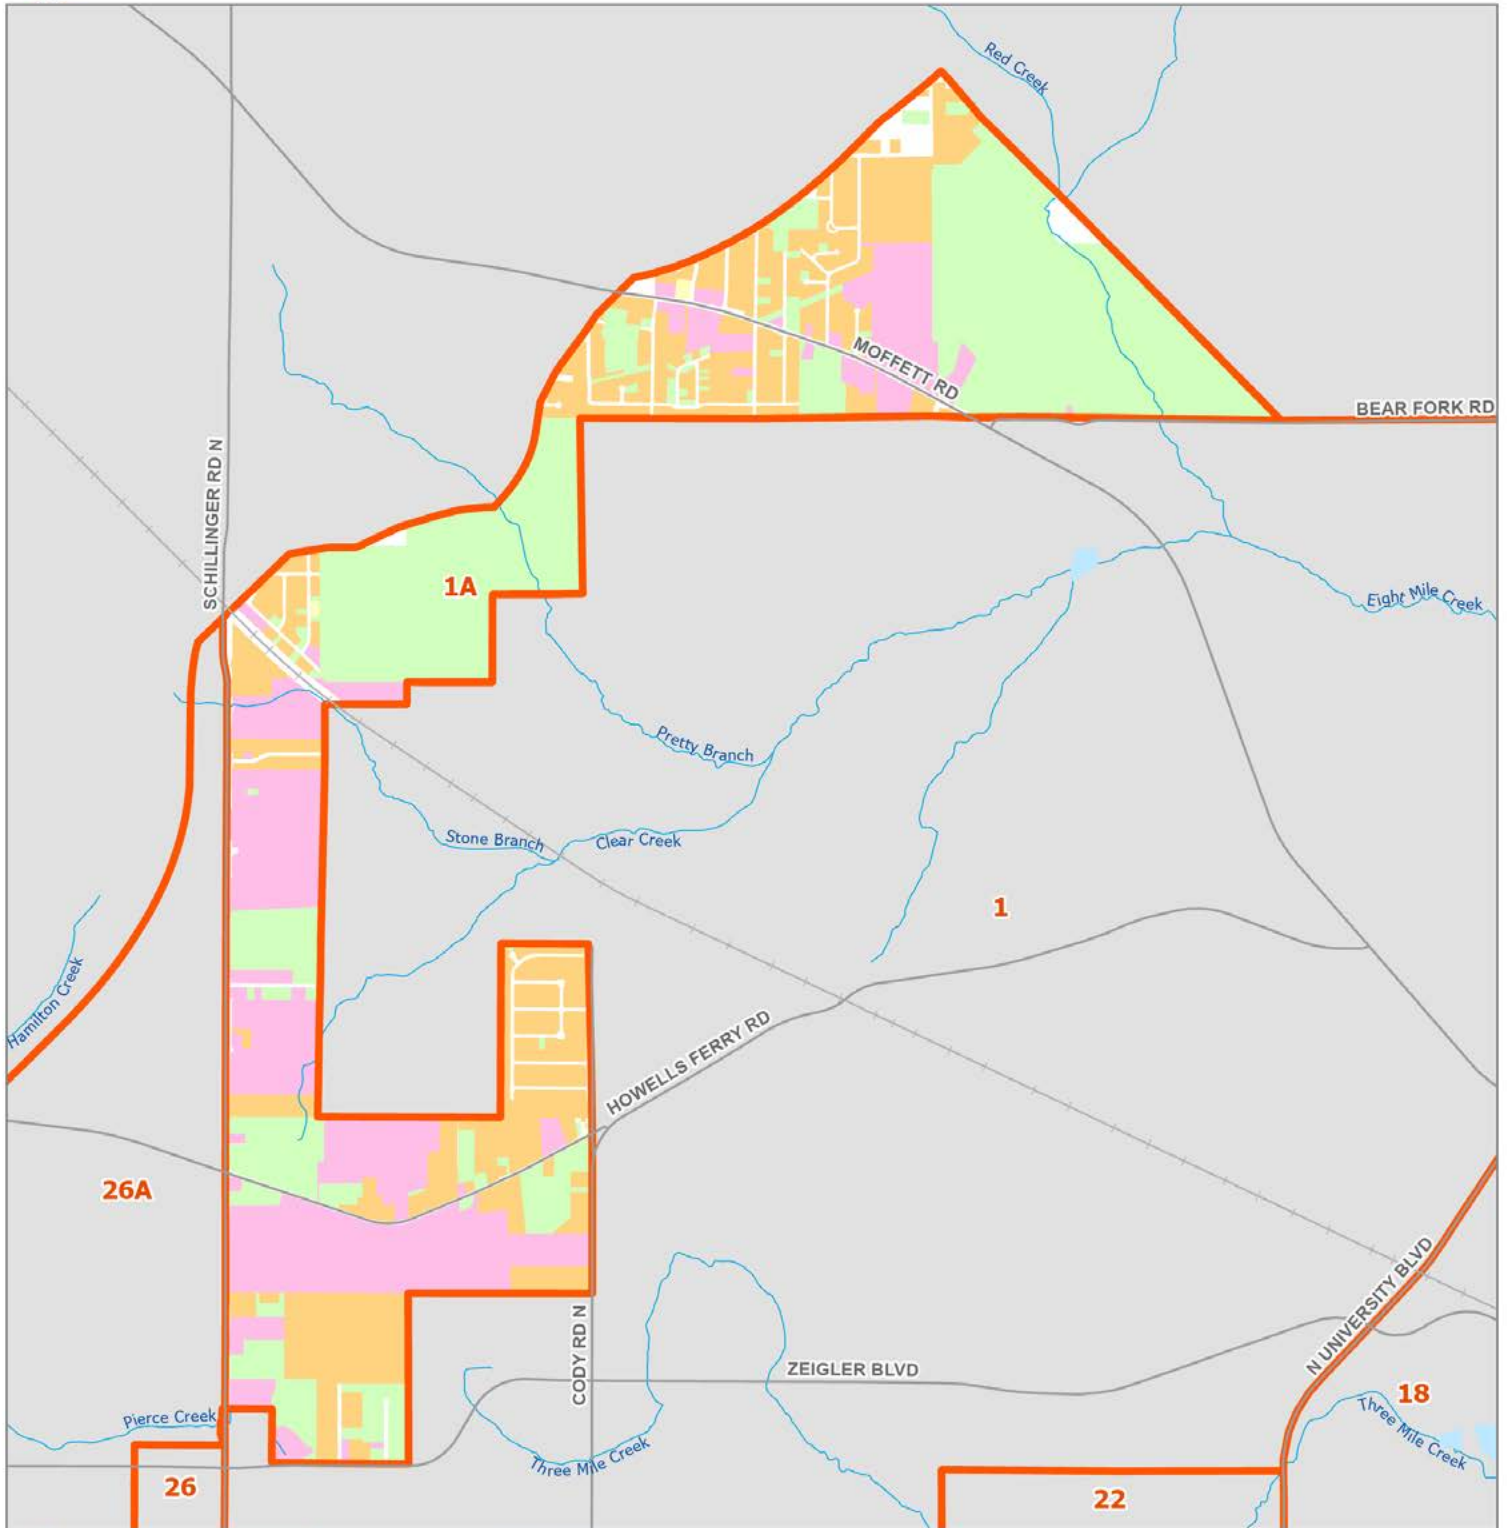 Red Creek
MOFFETT RD
BEAR FORK RD
SCHILLINGER RD N
1A
Eight Mile Creek
Pretty Branch
Stone Branch
Clear Creek
1
Hamilton Creek
HOWELLS FERRY RD
26A
N UNIVERSITY BLVD
CODY RD N
ZEIGLER BLVD
18
Pierce Creek
Three Mile Creek
Three Mile Creek
26
22